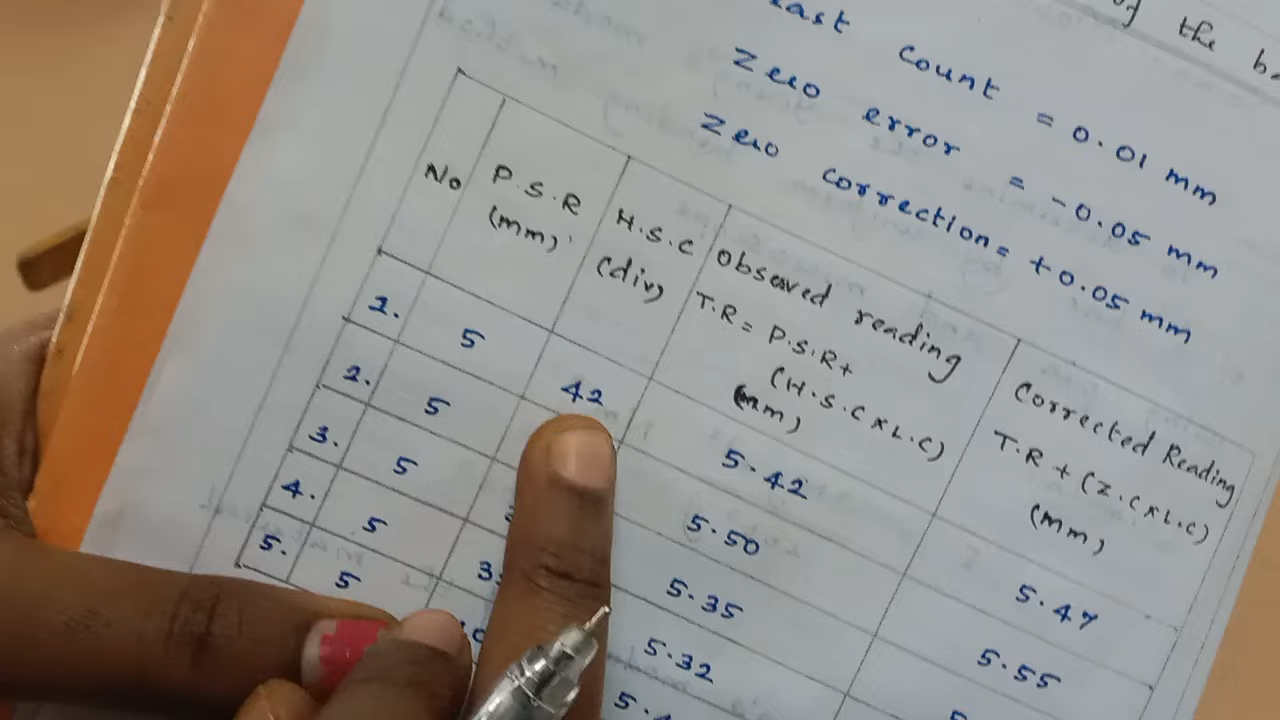 of the
Least count = 0.01 mm
Zero error = -0.05 mm
Zero correction = +0.05 mm
No
P.S.R
(mm)
H.S.C
(div)
Observed reading
T.R = P.S.R +
(H.S.C x L.C)
(mm)
Corrected Reading
T.R + (Z.C x L.C)
(mm)
1. 5 42 5.42 5.47
2. 5 5.50 5.55
3. 5 5.35
4. 5 5.32
5. 5